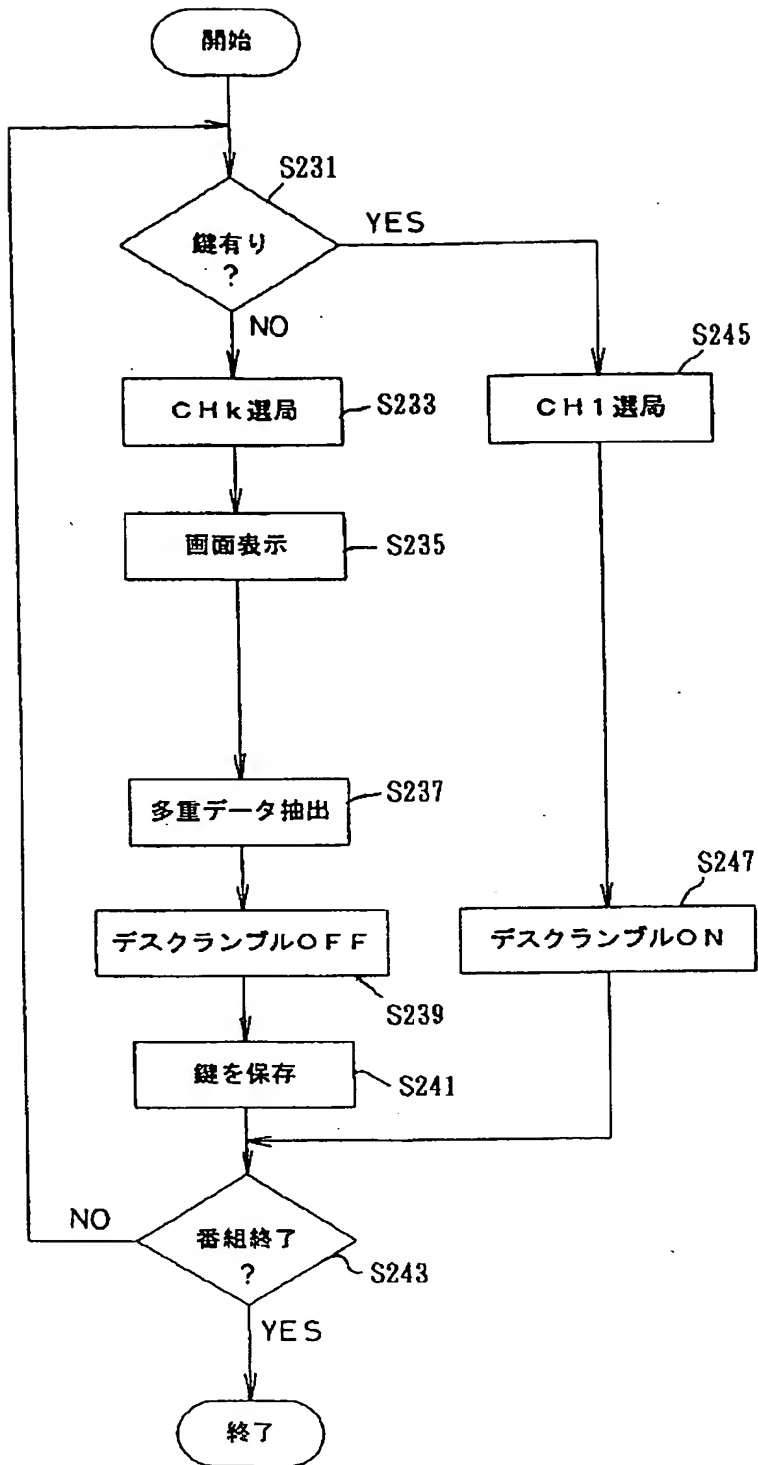 開始
S231
鍵有り
?
YES
NO
S245
CHk選局
S233
CH1選局
画面表示
S235
多重データ抽出
S237
S247
デスクランブルOFF
デスクランブルON
S239
鍵を保存
S241
NO
番組終了
?
S243
YES
終了